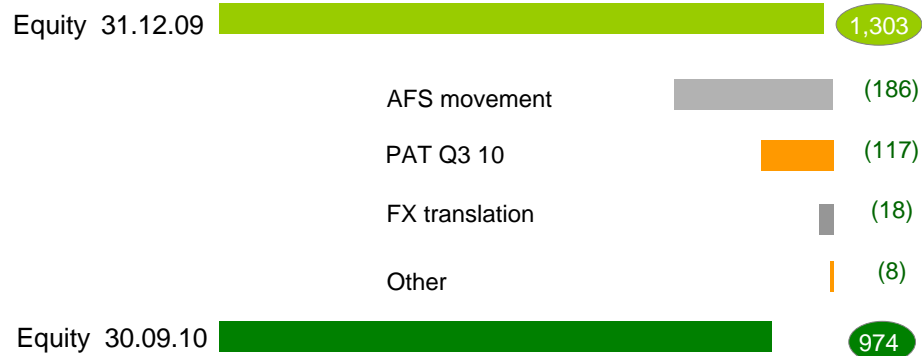 Equity 31.12.09 1,303
AFS movement (186)
PAT Q3 10 (117)
FX translation (18)
Other (8)
Equity 30.09.10 974